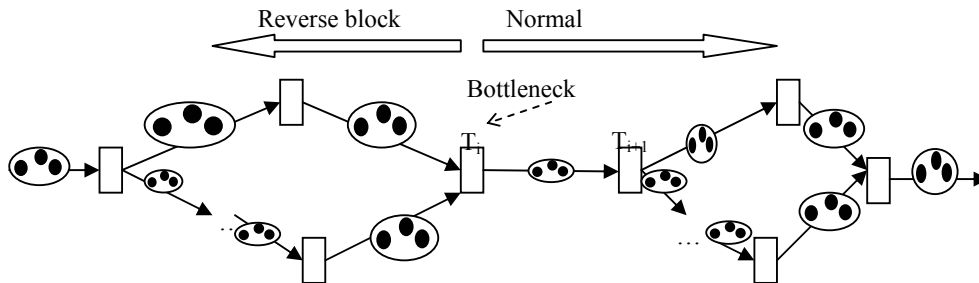 Reverse block
Normal
Bottleneck
Tᵢ
Tᵢ₊₁
...
...